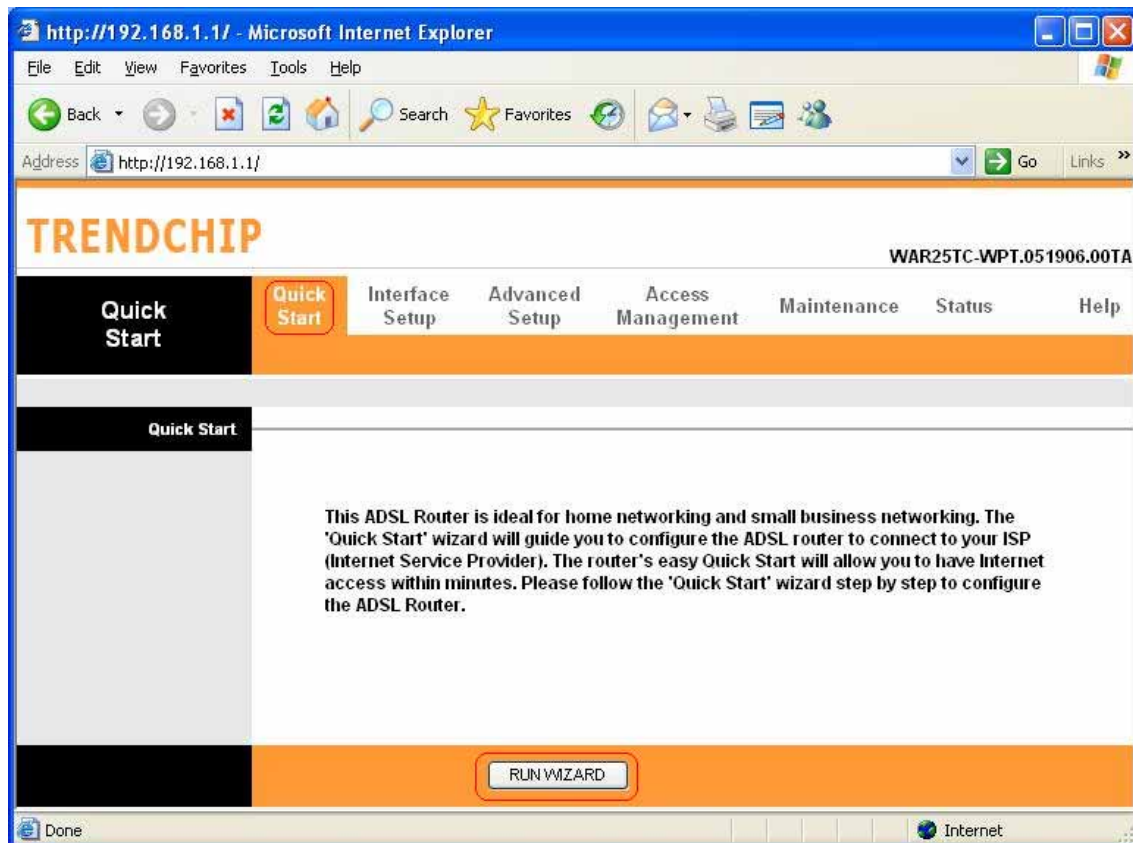 http://192.168.1.1/ - Microsoft Internet Explorer
File Edit View Favorites Tools Help
Back Search Favorites
Address http://192.168.1.1/ Go Links »
TRENDCHIP
WAR25TC-WPT.051906.00TA
Quick Start
Quick Start
Interface Setup
Advanced Setup
Access Management
Maintenance
Status
Help
Quick Start
This ADSL Router is ideal for home networking and small business networking. The
'Quick Start' wizard will guide you to configure the ADSL router to connect to your ISP
(Internet Service Provider). The router's easy Quick Start will allow you to have Internet
access within minutes. Please follow the 'Quick Start' wizard step by step to configure
the ADSL Router.
RUN WIZARD
Done Internet